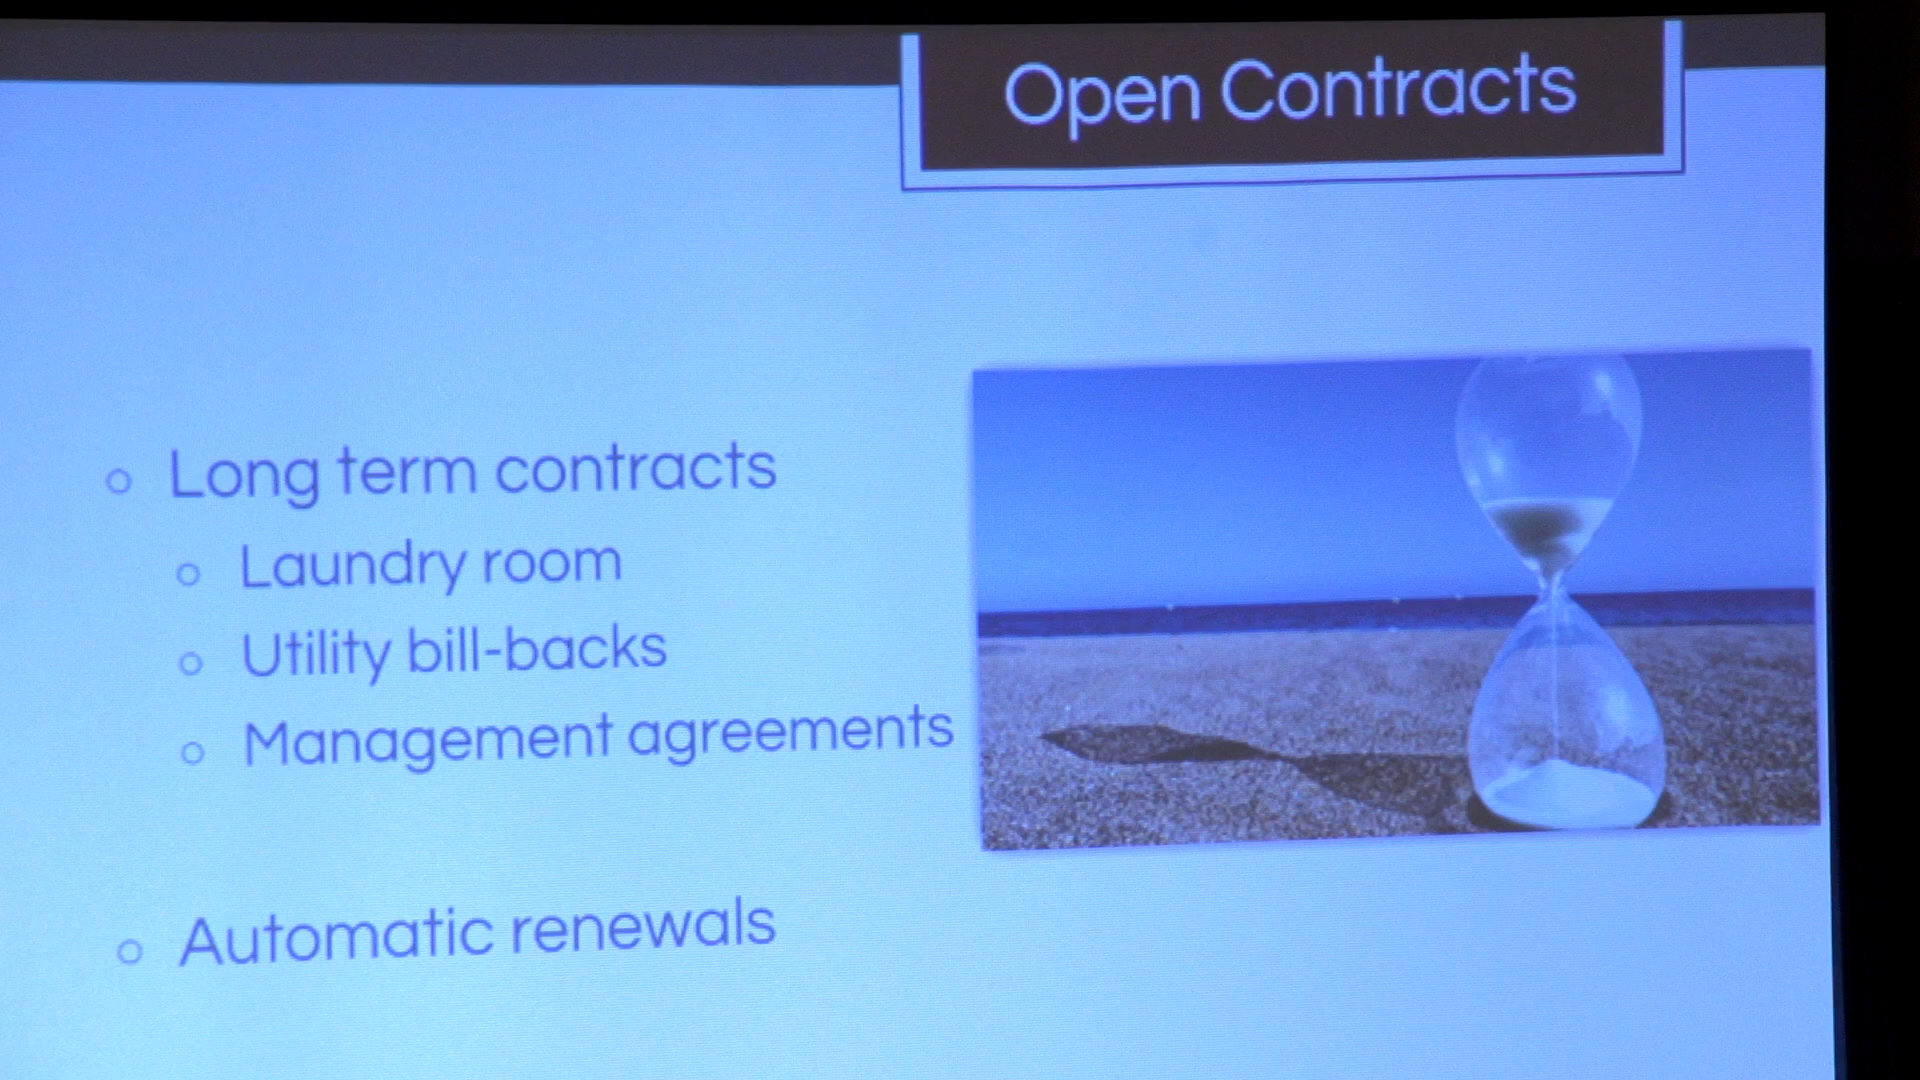 Open Contracts
Long term contracts
Laundry room
Utility bill-backs
Management agreements
Automatic renewals